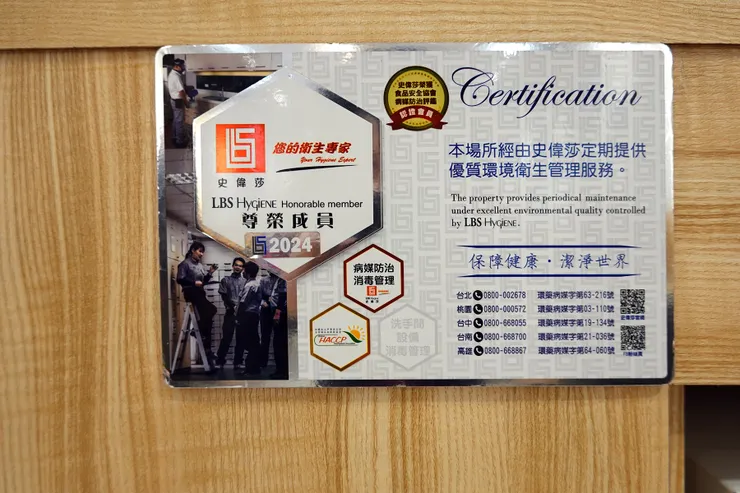 史偉莎榮獲
食品安全協會
病媒防治評鑑
認證會員
Certification
您的衛生專家
Your Hygiene Expert
史偉莎
LBS HYGIENE Honorable member
尊榮成員
2024
本場所經由史偉莎定期提供
優質環境衛生管理服務。
The property provides periodical maintenance
under excellent environmental quality controlled
by LBS HYGIENE.
保障健康·潔淨世界
病媒防治
消毒管理
HACCP
洗手間
設備
消毒管理
台北 0800-002678 環藥病媒字第63-216號
桃園 0800-000572 環藥病媒字第03-110號
台中 0800-668055 環藥病媒字第19-134號
台南 0800-668700 環藥病媒字第21-036號
高雄 0800-668867 環藥病媒字第64-060號
史偉莎官網